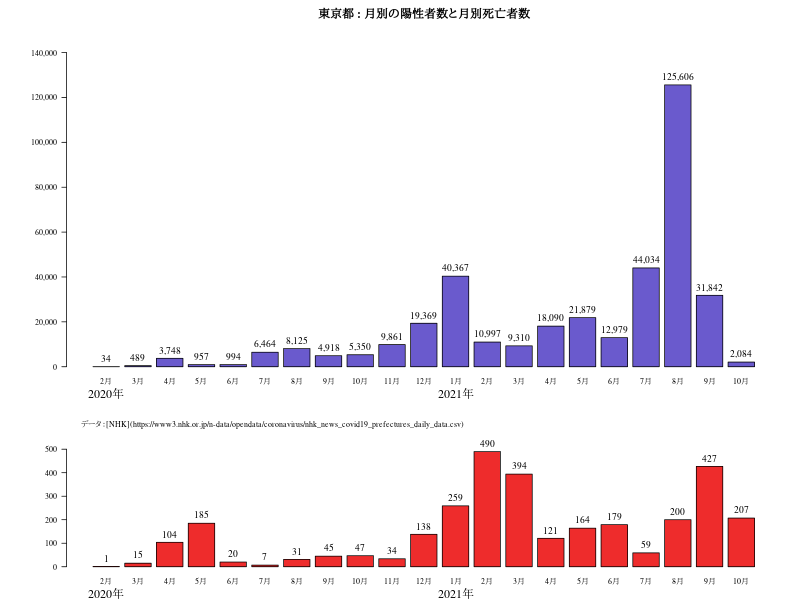 東京都 : 月別の陽性者数と月別死亡者数
140,000
120,000
100,000
80,000
60,000
40,000
20,000
0
34 489 3,748 957 994 6,464 8,125 4,918 5,350 9,861 19,369 40,367 10,997 9,310 18,090 21,879 12,979 44,034 125,606 31,842 2,084
2月 3月 4月 5月 6月 7月 8月 9月 10月 11月 12月 1月 2月 3月 4月 5月 6月 7月 8月 9月 10月
2020年 2021年
データ : [NHK](https://www3.nhk.or.jp/n-data/opendata/coronavirus/nhk_news_covid19_prefectures_daily_data.csv)
500
400
300
200
100
0
1 15 104 185 20 7 31 45 47 34 138 259 490 394 121 164 179 59 200 427 207
2月 3月 4月 5月 6月 7月 8月 9月 10月 11月 12月 1月 2月 3月 4月 5月 6月 7月 8月 9月 10月
2020年 2021年